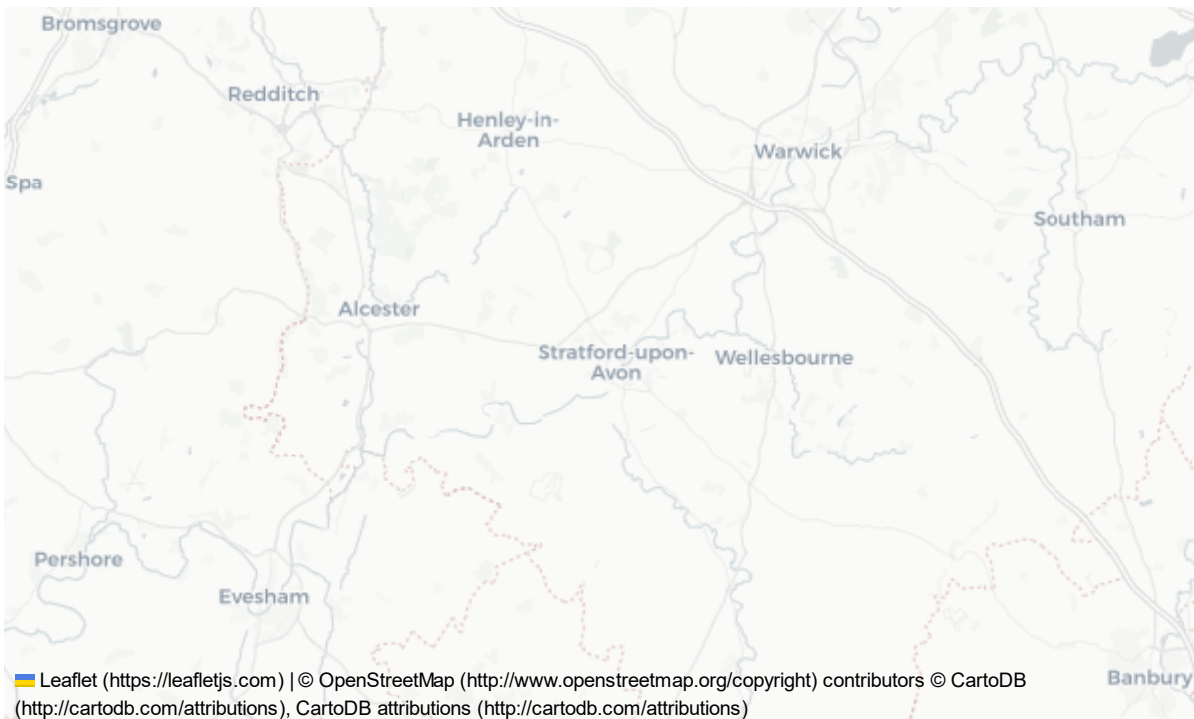 Bromsgrove
Redditch
Henley-in-
Arden
Warwick
Spa
Southam
Alcester
Stratford-upon-
Avon
Wellesbourne
Pershore
Evesham
Banbury
Leaflet (https://leafletjs.com) | © OpenStreetMap (http://www.openstreetmap.org/copyright) contributors © CartoDB
(http://cartodb.com/attributions), CartoDB attributions (http://cartodb.com/attributions)